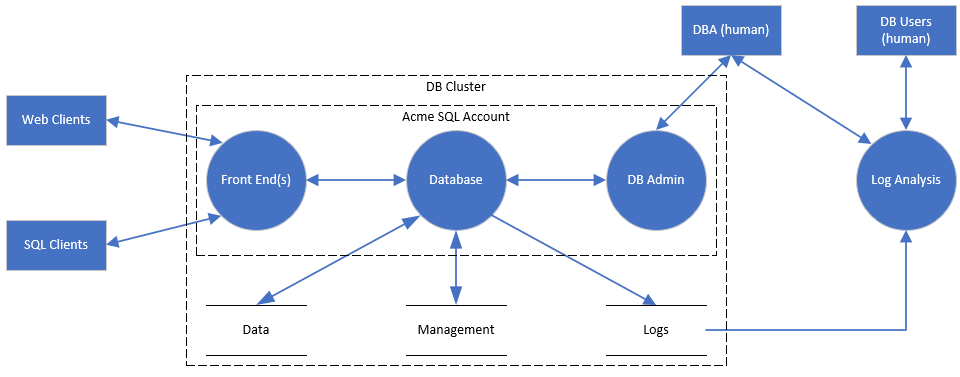 DBA (human)
DB Users
(human)
DB Cluster
Web Clients
Acme SQL Account
Front End(s)
Database
DB Admin
Log Analysis
SQL Clients
Data
Management
Logs